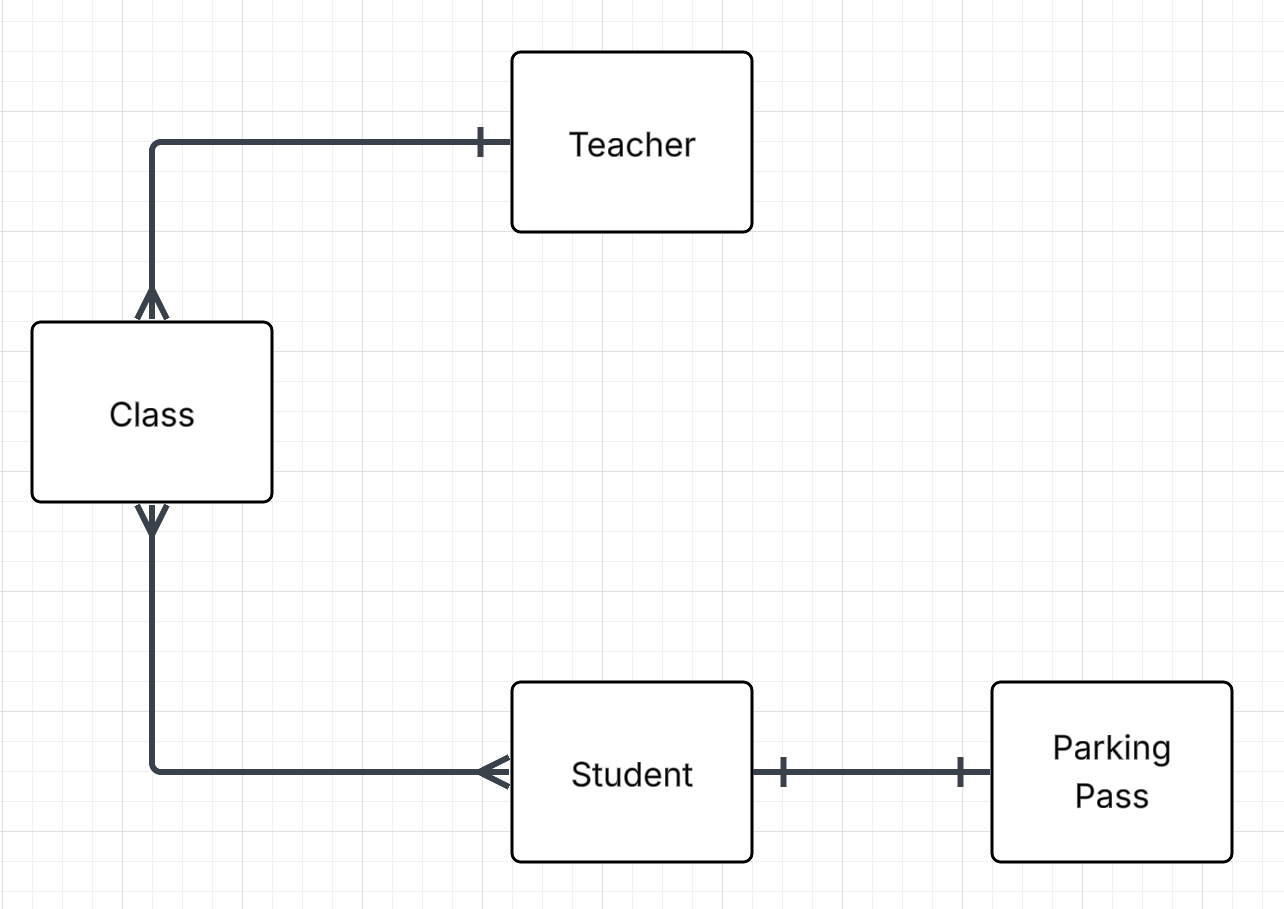 Teacher
Class
Student
Parking
Pass